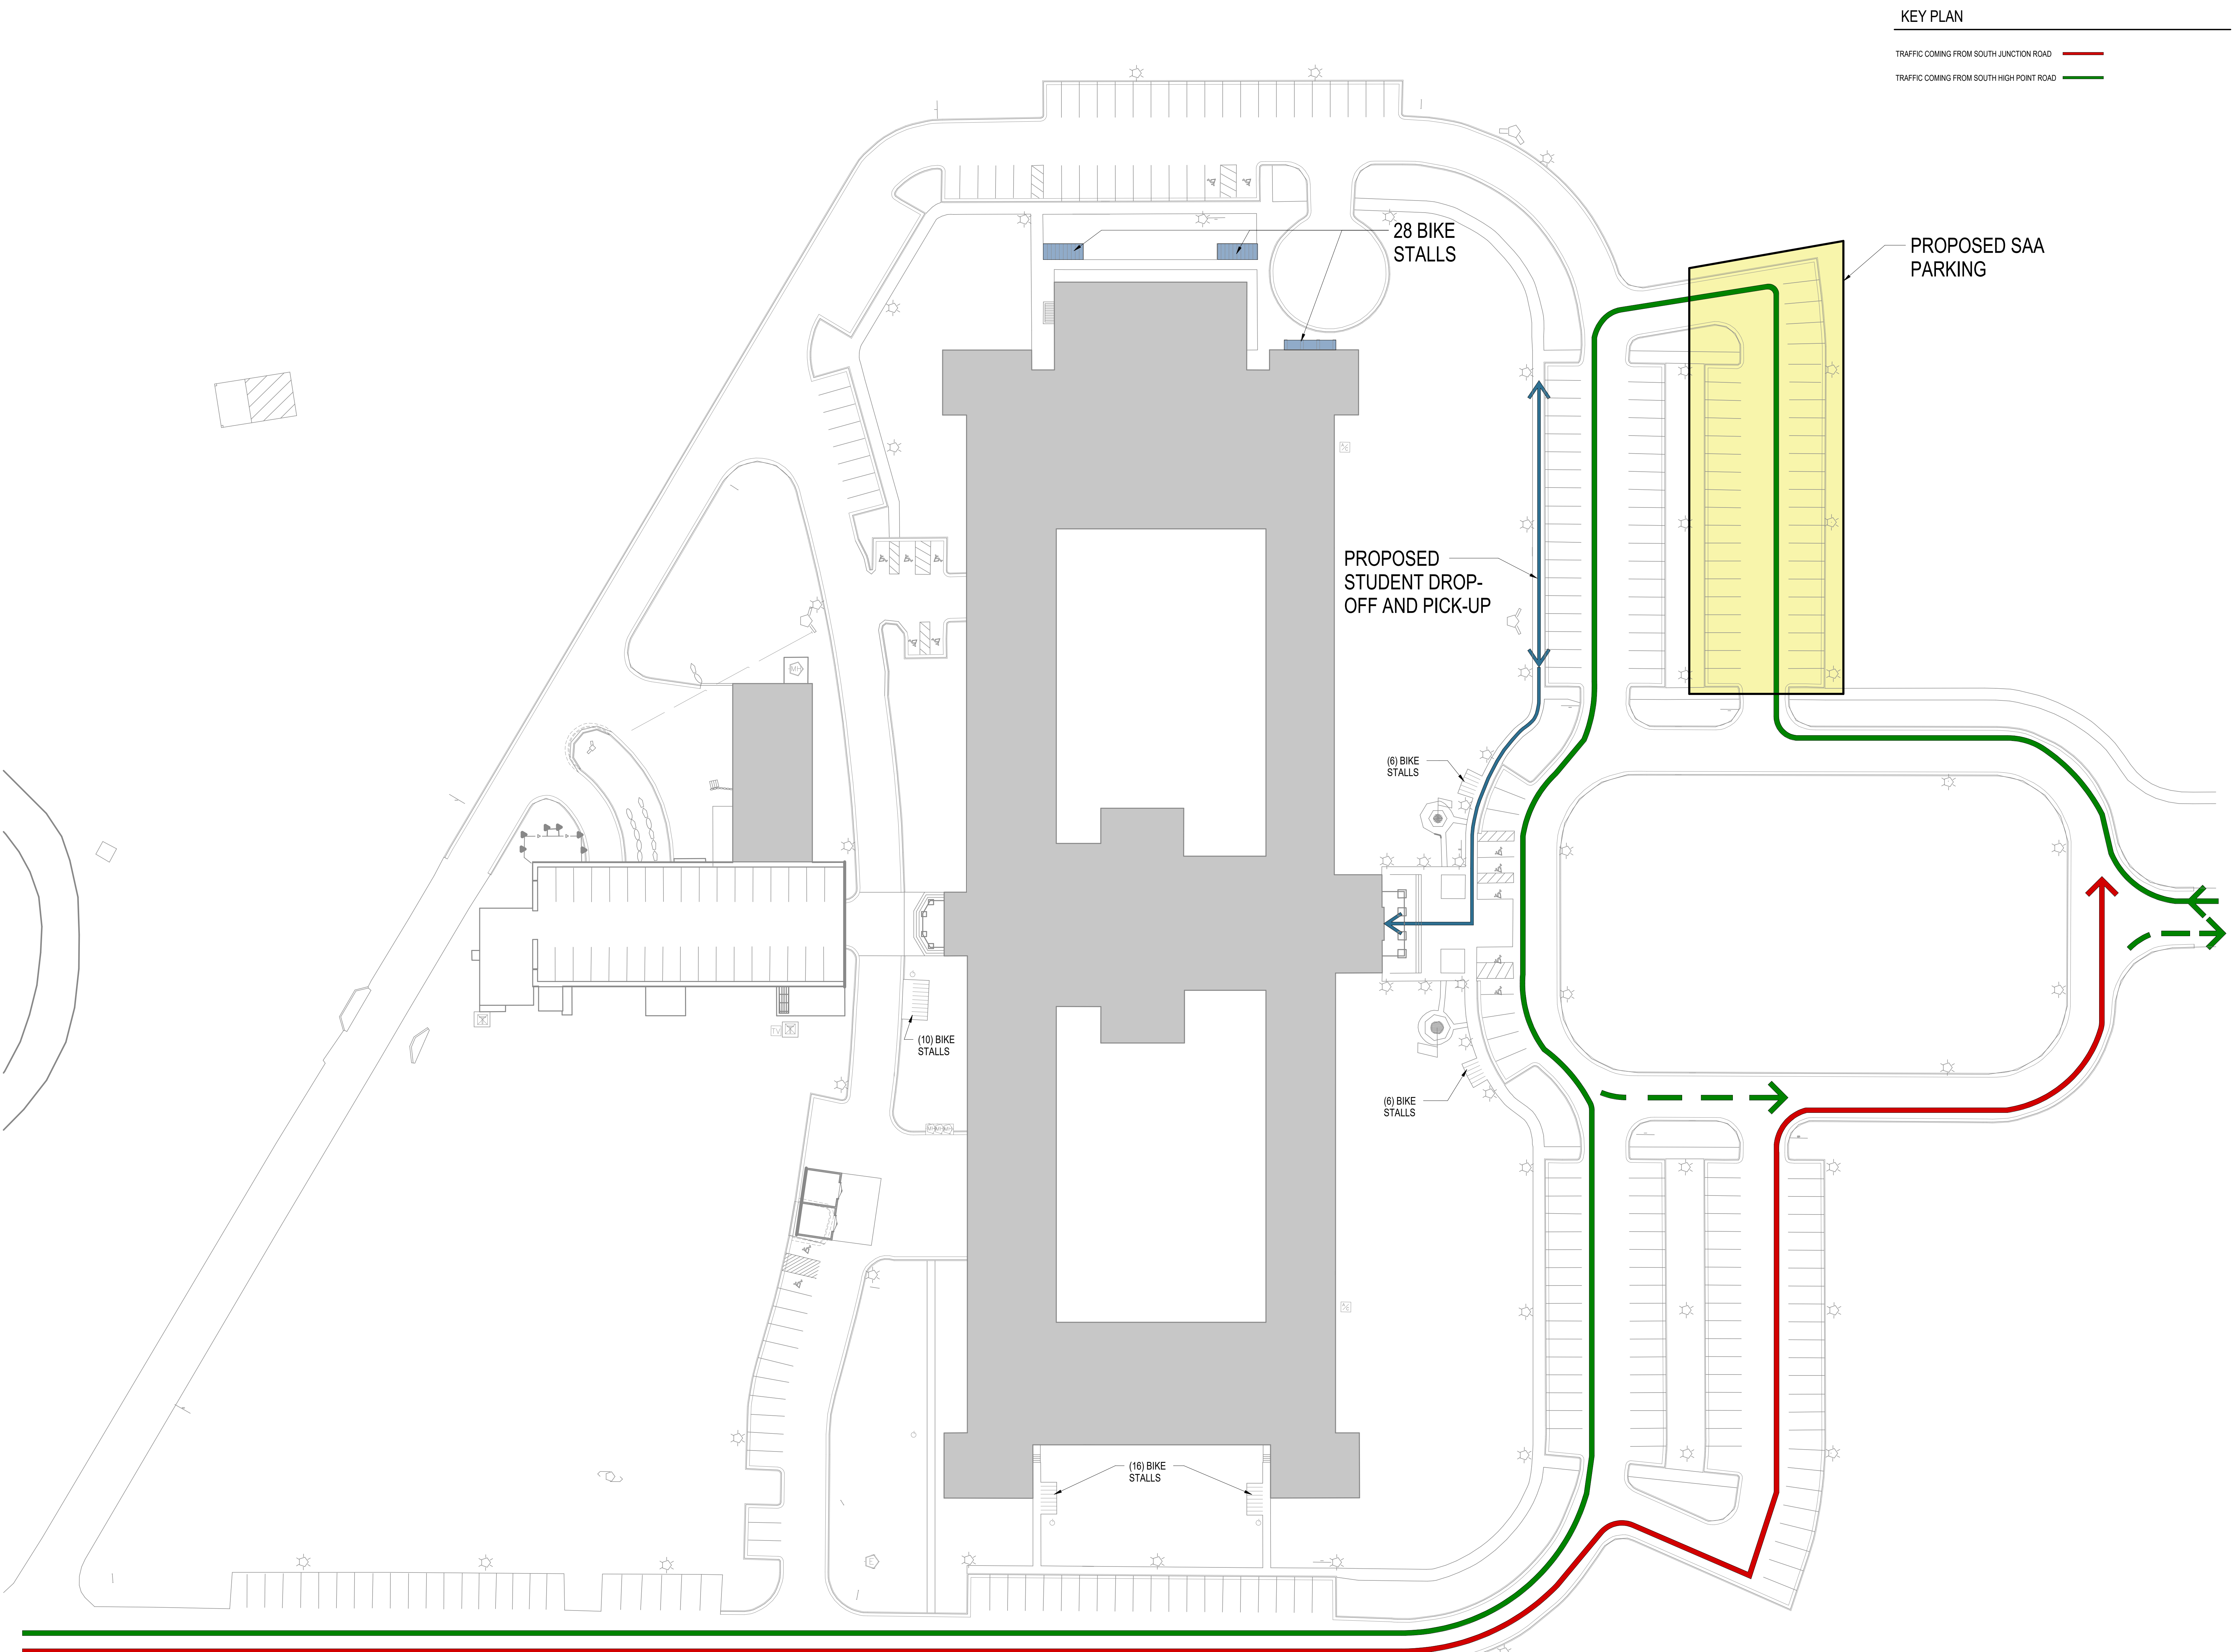 KEY PLAN
TRAFFIC COMING FROM SOUTH JUNCTION ROAD
TRAFFIC COMING FROM SOUTH HIGH POINT ROAD
28 BIKE
STALLS
PROPOSED SAA
PARKING
PROPOSED
STUDENT DROP-
OFF AND PICK-UP
(6) BIKE
STALLS
(10) BIKE
STALLS
(6) BIKE
STALLS
(16) BIKE
STALLS
TV
E